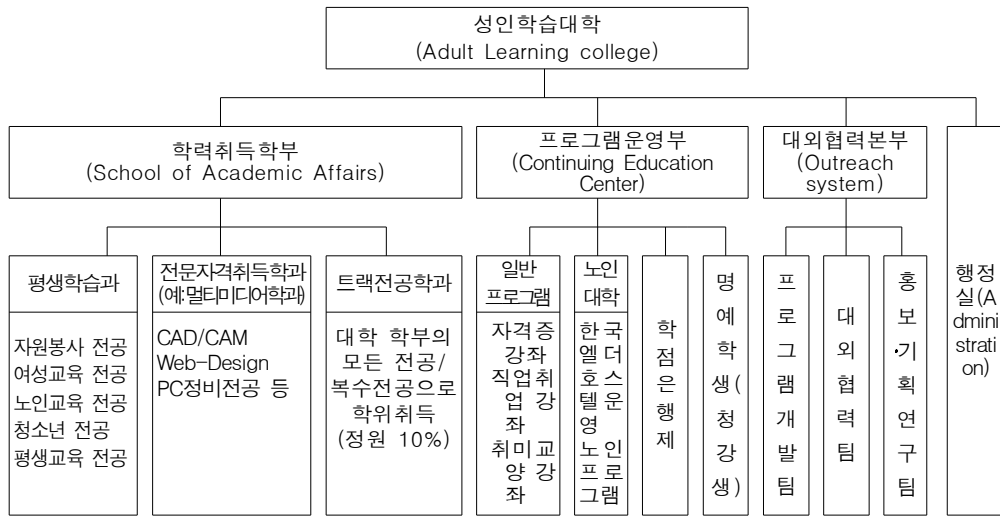 성인학습대학
(Adult Learning college)
학력취득학부
(School of Academic Affairs)
프로그램운영부
(Continuing Education
Center)
대외협력본부
(Outreach
system)
행정
실(A
dmini
strati
on)
평생학습과
자원봉사 전공
여성교육 전공
노인교육 전공
청소년 전공
평생교육 전공
전문자격취득학과
(예:멀티미디어학과)
CAD/CAM
Web-Design
PC정비전공 등
트랙전공학과
대학 학부의
모든 전공/
복수전공으로
학위취득
(정원 10%)
일반
프로그램
자격증
강좌
직업취
업 강
좌
취미교
양 강
좌
노인
대학
한국
엘더
호스
텔운
영
노인
프로
그램
학점은행제
명예학생(청강생)
프로그램개발팀
대외협력팀
홍보·기획연구팀